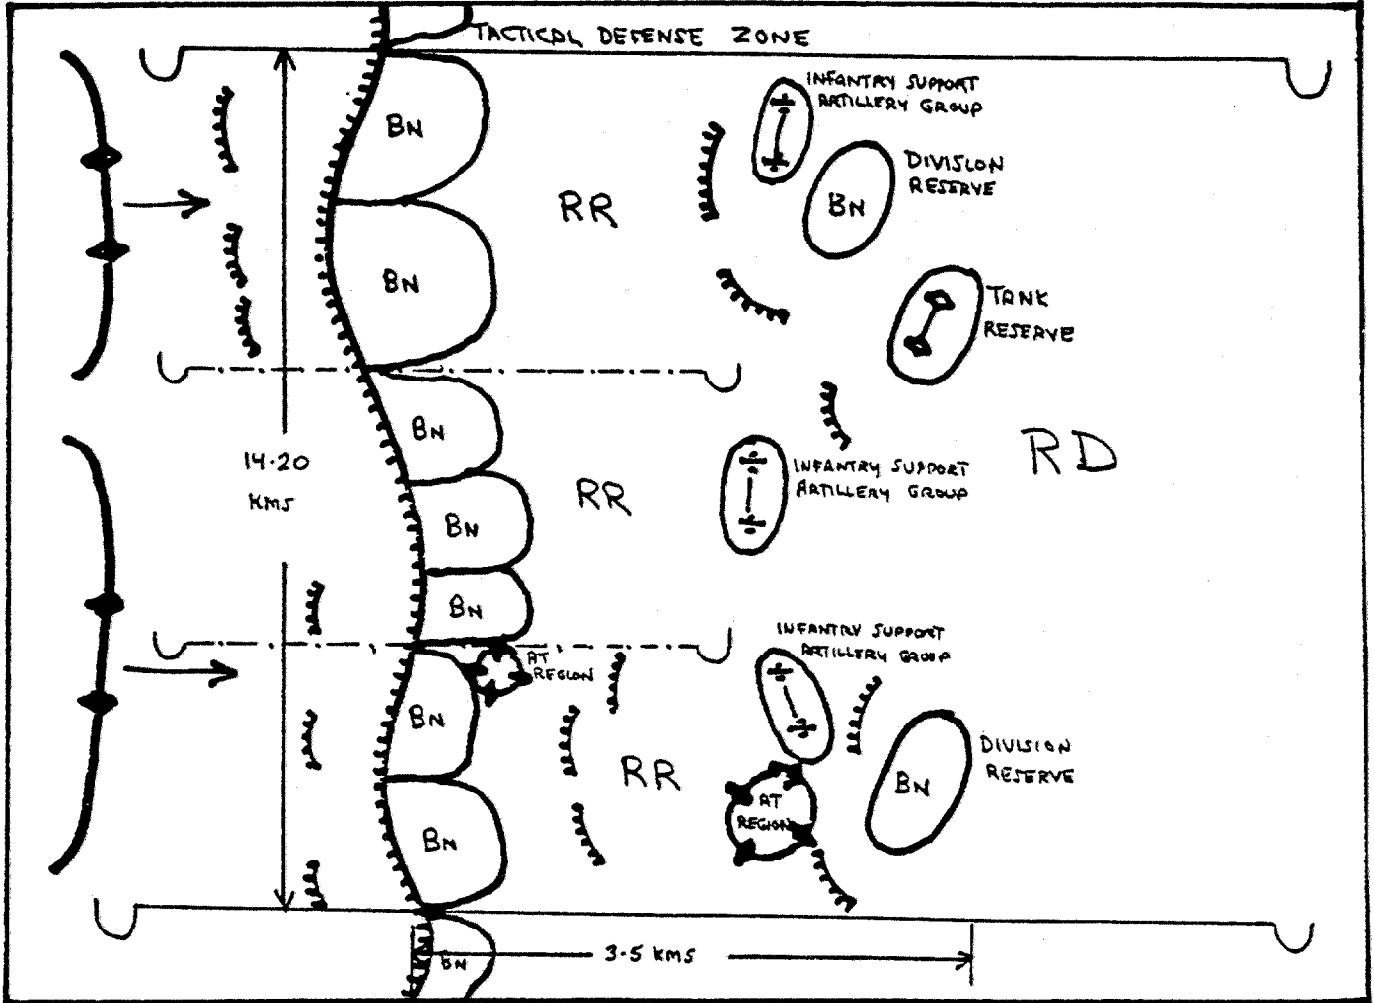 TACTICAL DEFENSE ZONE
INFANTRY SUPPORT
ARTILLERY GROUP
BN
DIVISION
RESERVE
BN
RR
BN
TANK
RESERVE
BN
RD
14-20
KMS
INFANTRY SUPPORT
ARTILLERY GROUP
RR
BN
BN
INFANTRY SUPPORT
ARTILLERY GROUP
AT
REGION
BN
DIVISION
RESERVE
RR
BN
AT
REGION
BN
3-5 KMS
BN